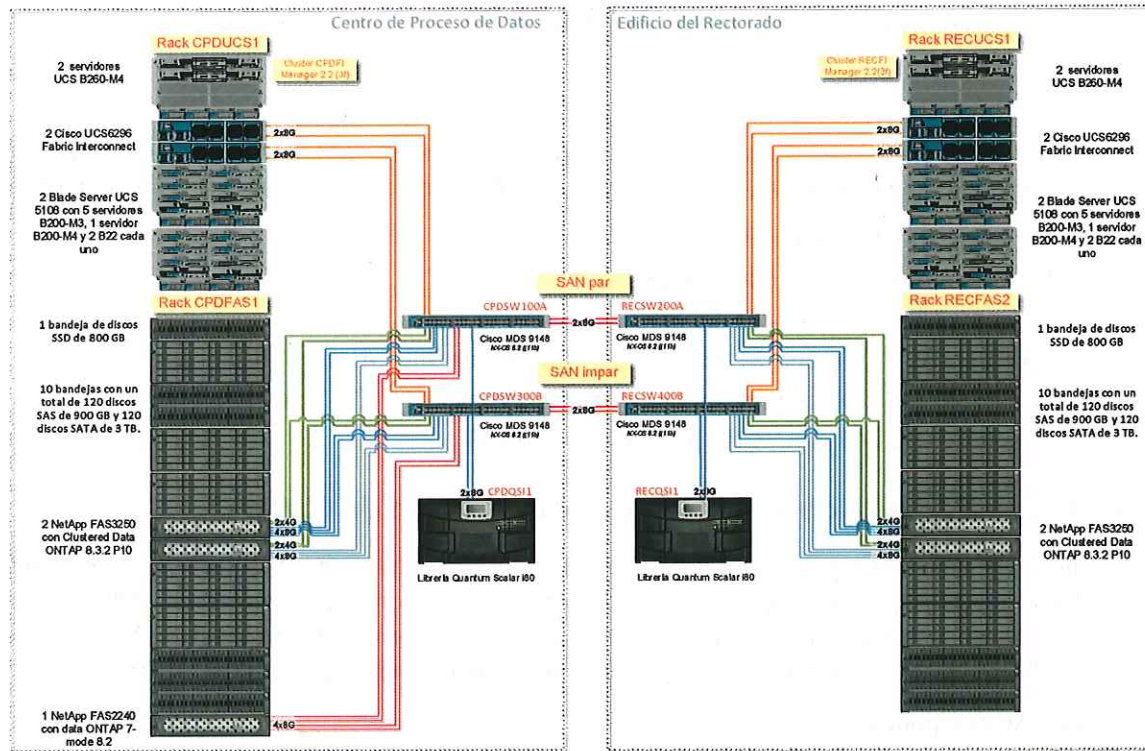 Centro de Proceso de Datos
Rack CPDUCS1
2 servidores
UCS B260-M4
Cluster CPDFI
Manager 2.2 (3f)
2 Cisco UCS6296
Fabric Interconnect
2x8G
2x8G
2 Blade Server UCS
5108 con 5 servidores
B200-M3, 1 servidor
B200-M4 y 2 B22 cada
uno
Rack CPDFAS1
1 bandeja de discos
SSD de 800 GB
10 bandejas con un
total de 120 discos
SAS de 900 GB y 120
discos SATA de 3 TB.
2 NetApp FAS3250
con Clustered Data
ONTAP 8.3.2 P10
2x4G
4x8G
2x4G
4x8G
1 NetApp FAS2240
con data ONTAP 7-
mode 8.2
4x8G
CPDSW100A
Cisco MDS 9148
CPDSW300B
Cisco MDS 9148
2x8G
CPDQSI1
Librería Quantum Scalar i80
SAN par
2x8G
SAN impar
2x8G
Edificio del Rectorado
Rack RECUCS1
Cluster RECFI
Manager 2.2(3f)
2 servidores
UCS B260-M4
2x8G
2x8G
2 Cisco UCS6296
Fabric Interconnect
2 Blade Server UCS
5108 con 5 servidores
B200-M3, 1 servidor
B200-M4 y 2 B22 cada
uno
RECSW200A
Cisco MDS 9148
RECSW400B
Cisco MDS 9148
RECQSI1
2x8G
Librería Quantum Scalar i80
Rack RECFAS2
1 bandeja de discos
SSD de 800 GB
10 bandejas con un
total de 120 discos
SAS de 900 GB y 120
discos SATA de 3 TB.
2x4G
4x8G
2x4G
4x8G
2 NetApp FAS3250
con Clustered Data
ONTAP 8.3.2 P10